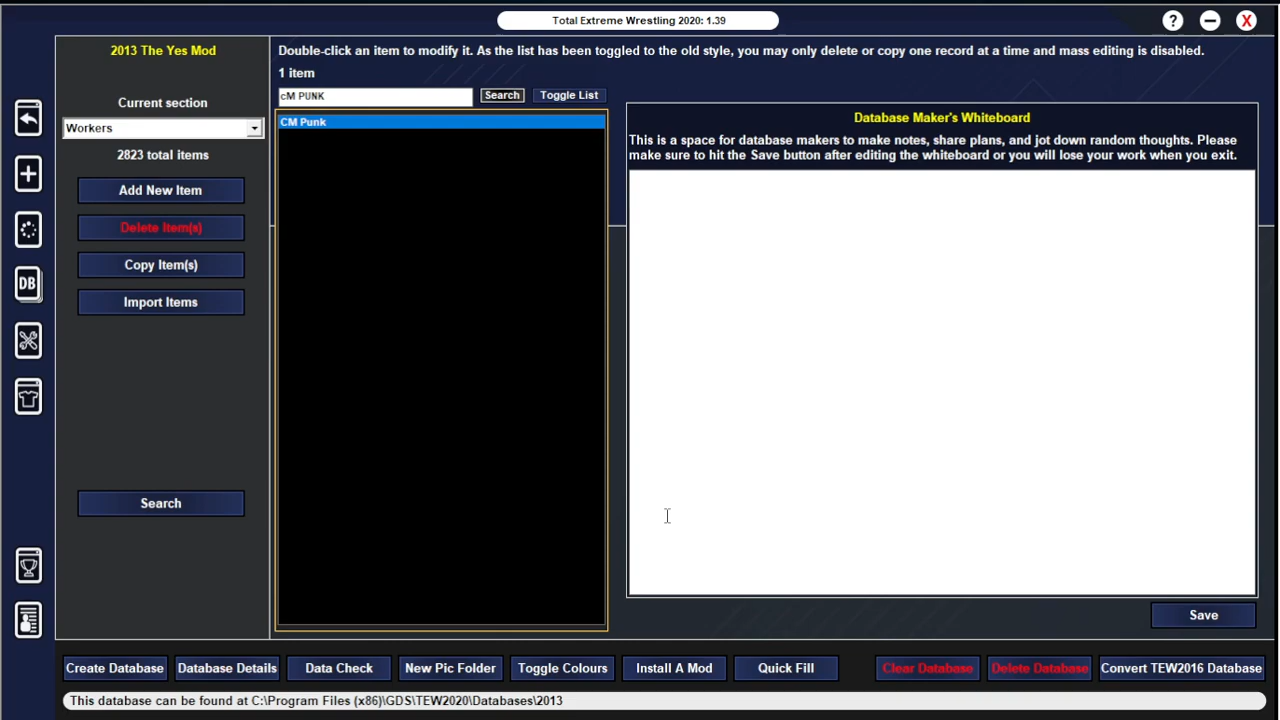 Total Extreme Wrestling 2020: 1.39
?
X
2013 The Yes Mod
Current section
Workers
2823 total items
Add New Item
Delete Item(s)
Copy Item(s)
Import Items
Search
Double-click an item to modify it. As the list has been toggled to the old style, you may only delete or copy one record at a time and mass editing is disabled.
1 item
cM PUNK
Search
Toggle List
CM Punk
Database Maker's Whiteboard
This is a space for database makers to make notes, share plans, and jot down random thoughts. Please
make sure to hit the Save button after editing the whiteboard or you will lose your work when you exit.
Save
DB
Create Database
Database Details
Data Check
New Pic Folder
Toggle Colours
Install A Mod
Quick Fill
Clear Database
Delete Database
Convert TEW2016 Database
This database can be found at C:\Program Files (x86)\GDS\TEW2020\Databases\2013